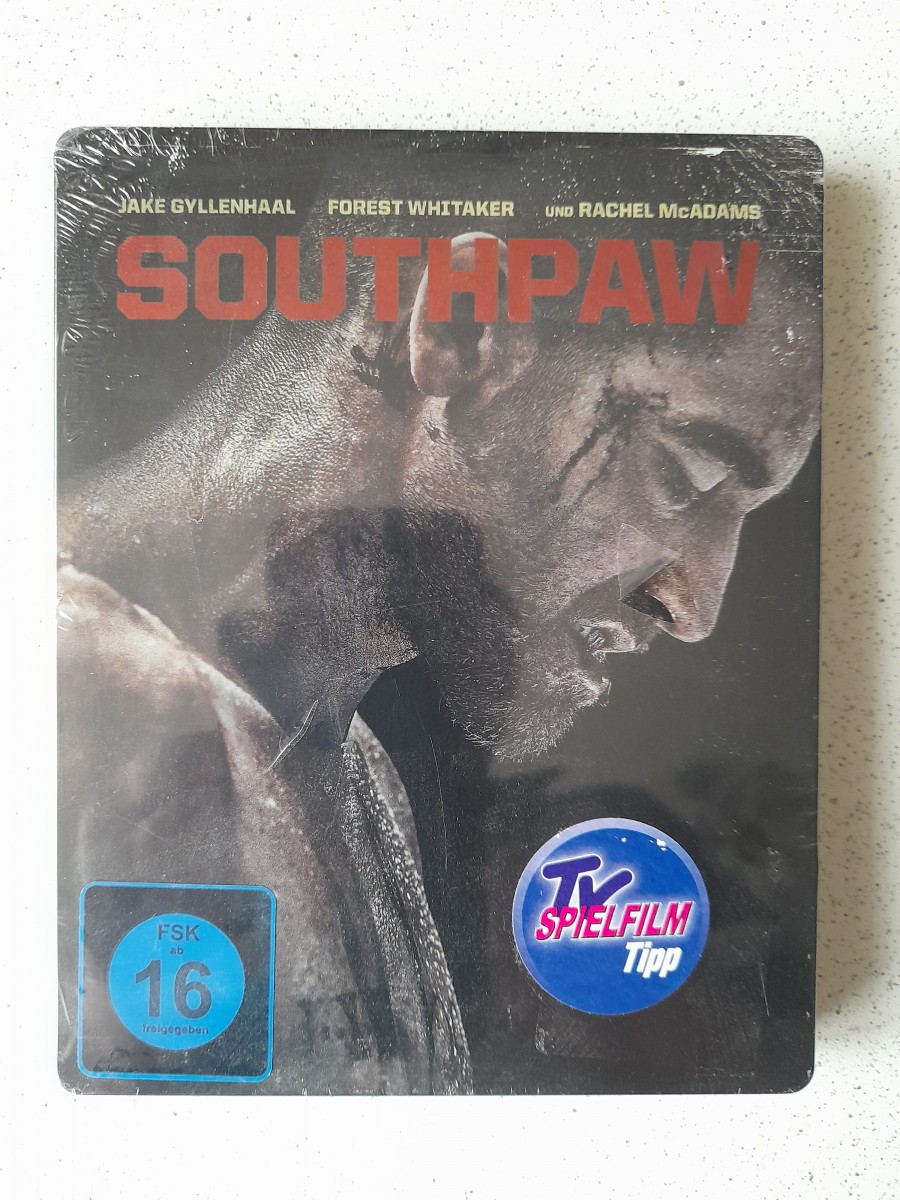 JAKE GYLLENHAAL FOREST WHITAKER UND RACHEL McADAMS
SOUTHPAW
TV
SPIELFILM
Tipp
FSK
ab
16
freigegeben